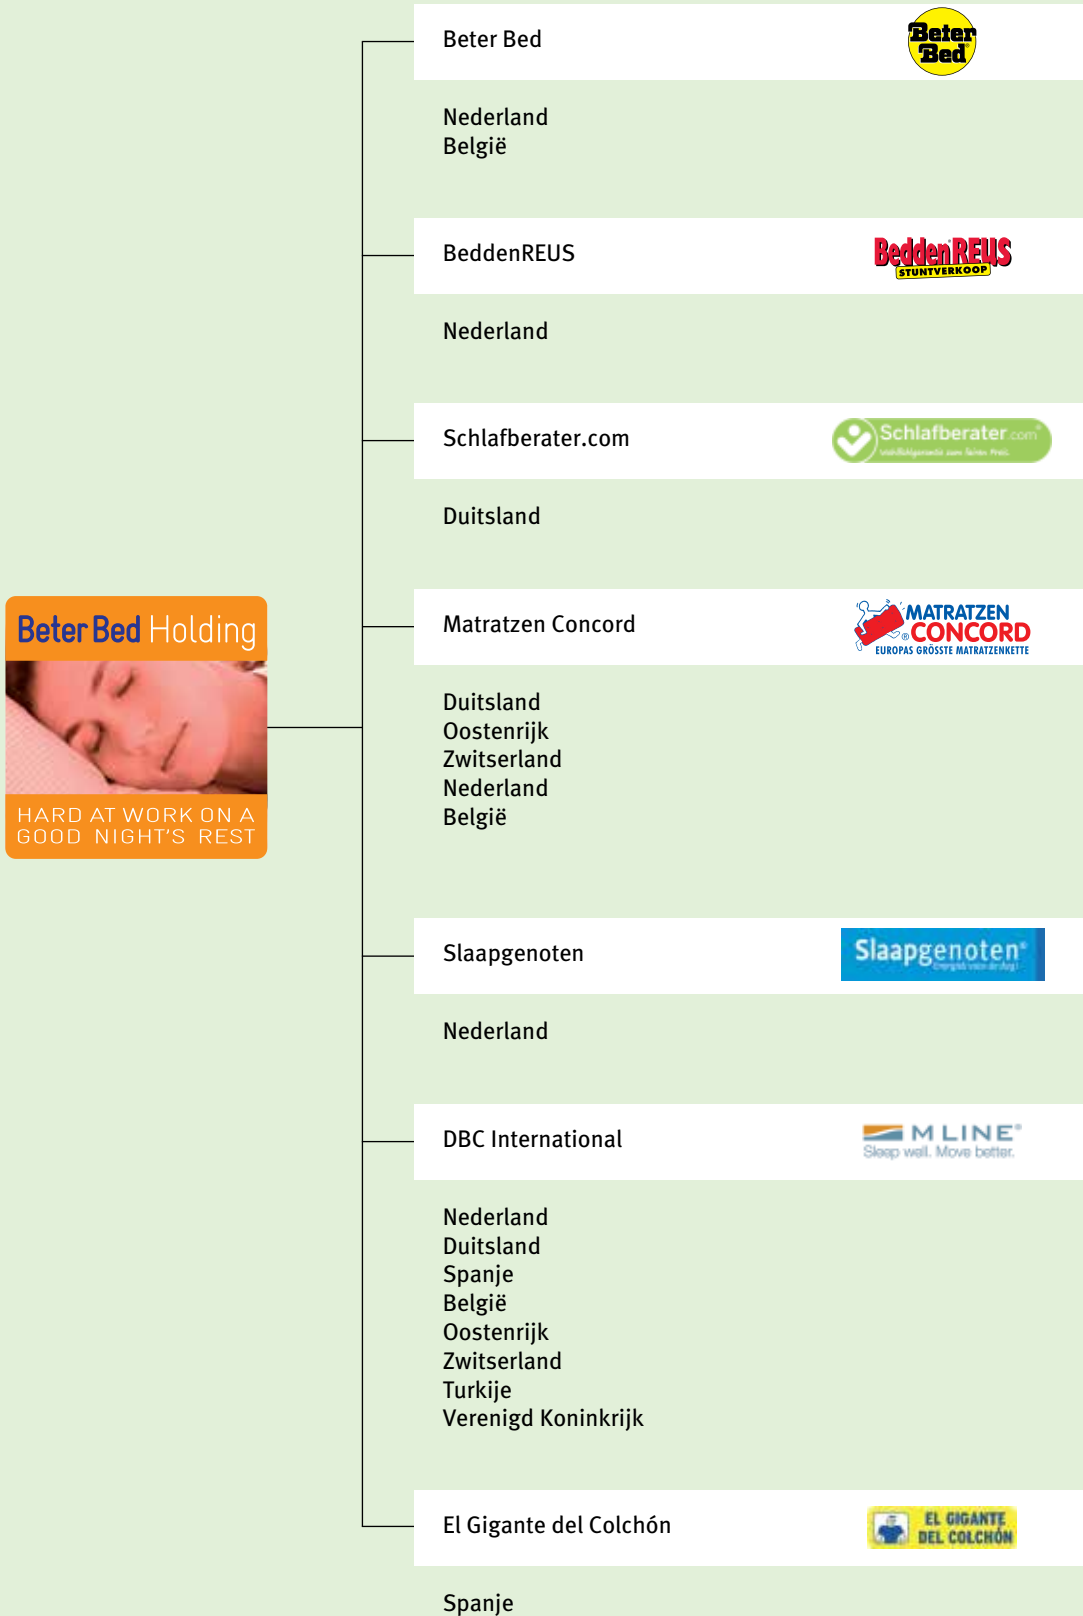 Beter Bed
Beter
Bed
Nederland
België
BeddenREUS
BeddenREUS
STUNTVERKOOP
Nederland
Schlafberater.com
Schlafberater.com
Duitsland
Beter Bed Holding
HARD AT WORK ON A
GOOD NIGHT'S REST
Matratzen Concord
MATRATZEN
CONCORD
EUROPAS GRÖSSTE MATRATZENKETTE
Duitsland
Oostenrijk
Zwitserland
Nederland
België
Slaapgenoten
Slaapgenoten®
Nederland
DBC International
M LINE®
Sleep well. Move better.
Nederland
Duitsland
Spanje
België
Oostenrijk
Zwitserland
Turkije
Verenigd Koninkrijk
El Gigante del Colchón
EL GIGANTE
DEL COLCHÓN
Spanje